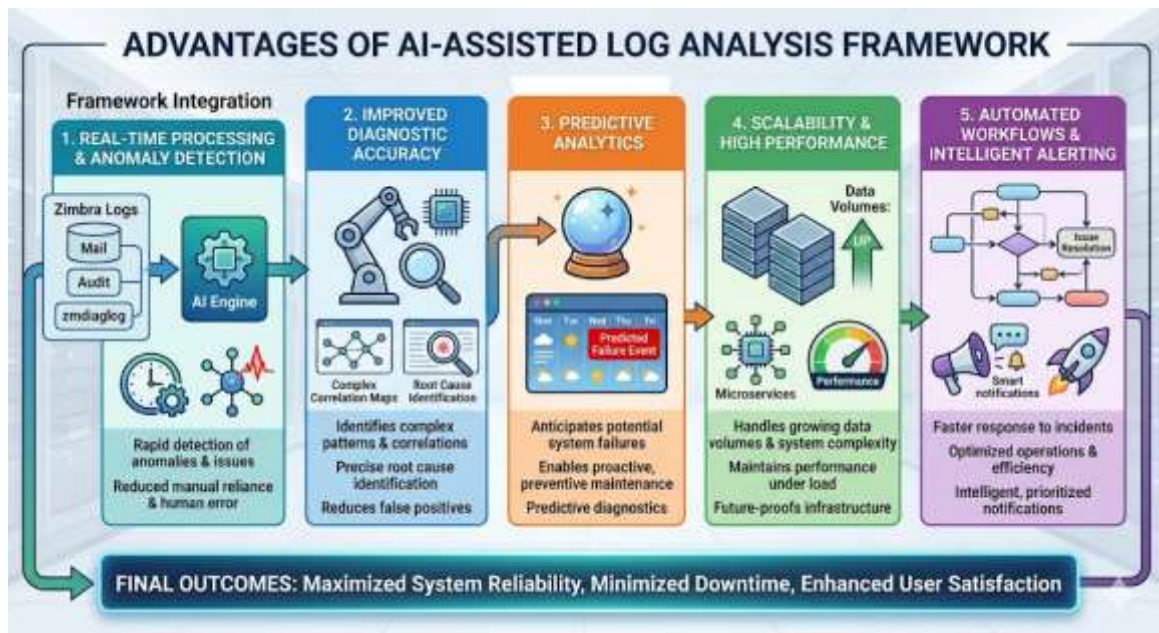 ADVANTAGES OF AI-ASSISTED LOG ANALYSIS FRAMEWORK
Framework Integration
1. REAL-TIME PROCESSING
& ANOMALY DETECTION
Zimbra Logs
Mail
Audit
zmdiaglog
AI Engine
Rapid detection of
anomalies & issues
Reduced manual reliance
& human error
2. IMPROVED
DIAGNOSTIC
ACCURACY
Complex
Correlation Maps
Root Cause
Identification
Identifies complex
patterns & correlations
Precise root cause
identification
Reduces false positives
3. PREDICTIVE
ANALYTICS
Mon Tue Wed Thu Fri
Predicted
Failure Event
Anticipates potential
system failures
Enables proactive,
preventive maintenance
Predictive diagnostics
4. SCALABILITY &
HIGH PERFORMANCE
Data
Volumes:
UP
Microservices
Performance
Handles growing data
volumes & system complexity
Maintains performance
under load
Future-proofs infrastructure
5. AUTOMATED
WORKFLOWS &
INTELLIGENT ALERTING
Issue
Resolution
Smart
notifications
Faster response to incidents
Optimized operations &
efficiency
Intelligent, prioritized
notifications
FINAL OUTCOMES: Maximized System Reliability, Minimized Downtime, Enhanced User Satisfaction